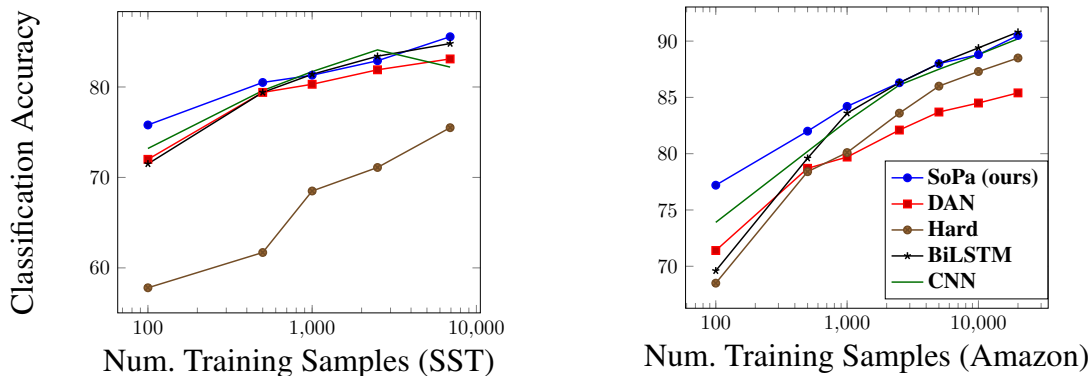 Classification Accuracy
80
70
60
100
1,000
10,000
Num. Training Samples (SST)
90
85
80
75
70
100
1,000
10,000
SoPa (ours)
DAN
Hard
BiLSTM
CNN
Num. Training Samples (Amazon)